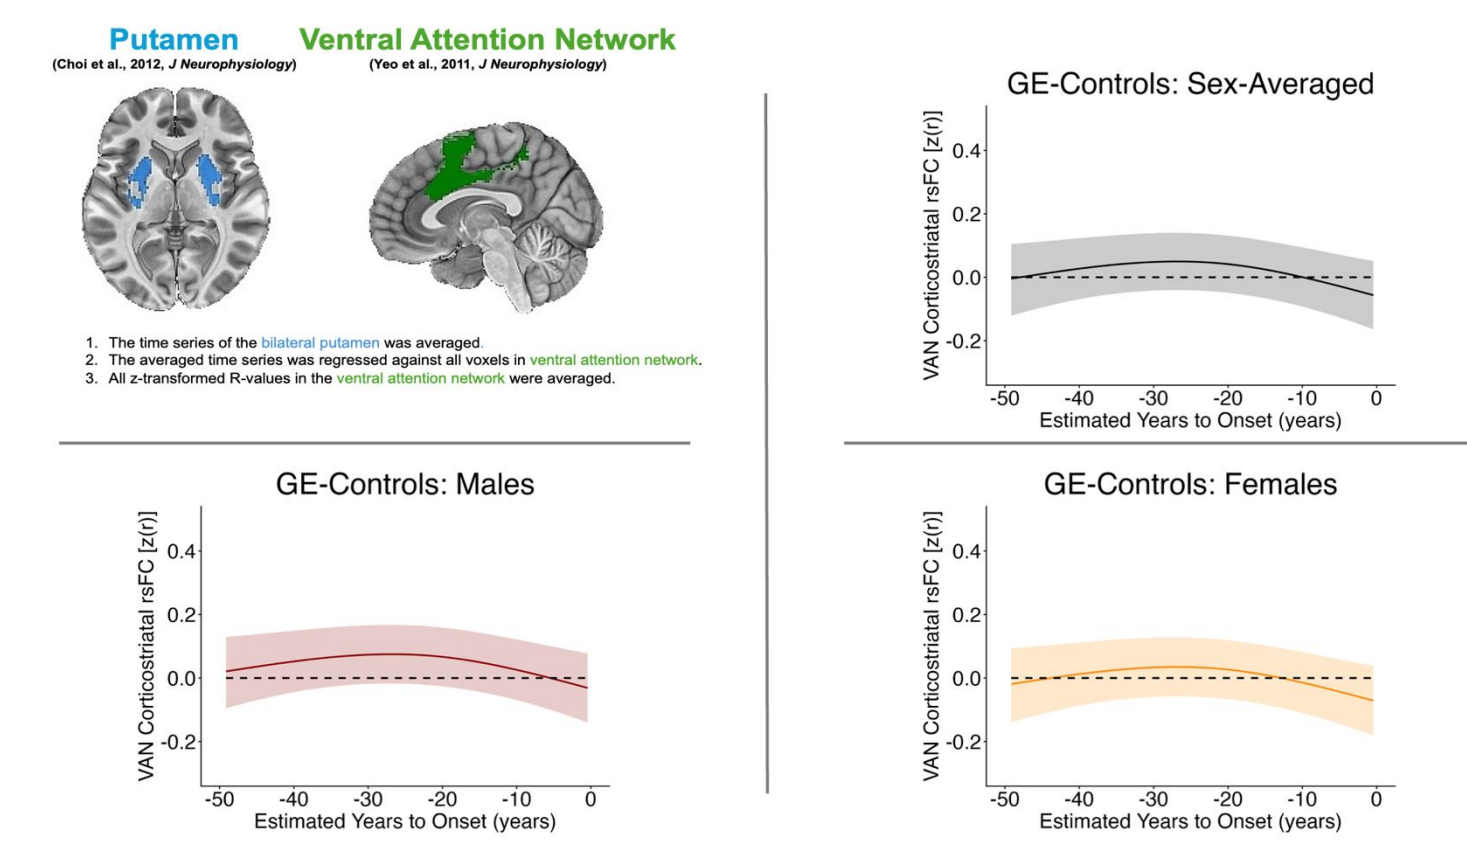 Putamen
(Choi et al., 2012, J Neurophysiology)
Ventral Attention Network
(Yeo et al., 2011, J Neurophysiology)
1. The time series of the bilateral putamen was averaged.
2. The averaged time series was regressed against all voxels in ventral attention network.
3. All z-transformed R-values in the ventral attention network were averaged.
GE-Controls: Sex-Averaged
VAN Corticostriatal rsFC [z(r)]
0.4
0.2
0.0
-0.2
-50 -40 -30 -20 -10 0
Estimated Years to Onset (years)
GE-Controls: Males
VAN Corticostriatal rsFC [z(r)]
0.4
0.2
0.0
-0.2
-50 -40 -30 -20 -10 0
Estimated Years to Onset (years)
GE-Controls: Females
VAN Corticostriatal rsFC [z(r)]
0.4
0.2
0.0
-0.2
-50 -40 -30 -20 -10 0
Estimated Years to Onset (years)